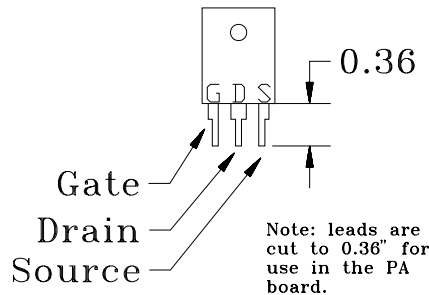 G D S
0.36
Gate
Drain
Source
Note: leads are
cut to 0.36" for
use in the PA
board.